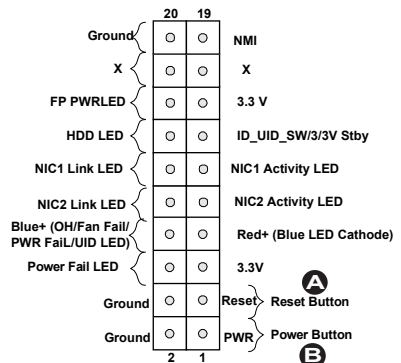 20 19
Ground NMI
X X
FP PWRLED 3.3 V
HDD LED ID_UID_SW/3/3V Stby
NIC1 Link LED NIC1 Activity LED
NIC2 Link LED NIC2 Activity LED
Blue+ (OH/Fan Fail/
PWR FaiL/UID LED) Red+ (Blue LED Cathode)
Power Fail LED 3.3V
A
Ground Reset Reset Button
Ground PWR Power Button
2 1 B